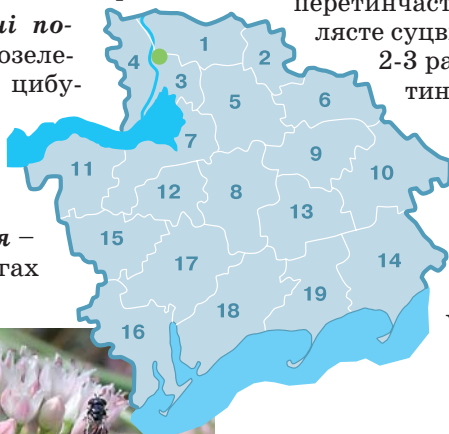 перетинчаст
і по-
лясте суцв
озеле-
2-3 ра
цибу-
тин
я –
гах
1
2
4
3
5
6
7
9
10
11
12
8
13
15
17
14
19
18
16